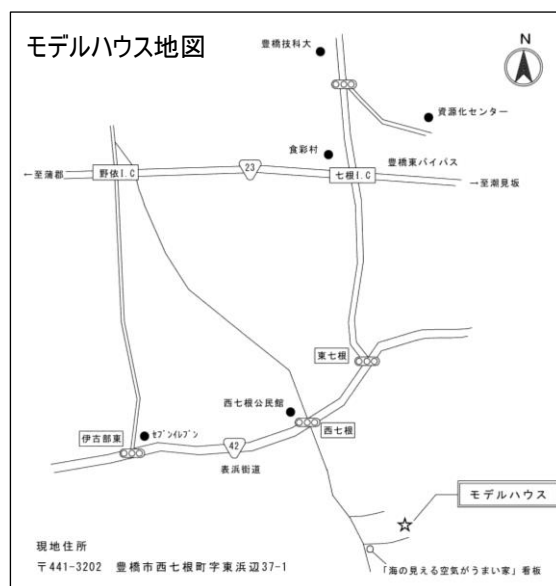 モデルハウス地図
豊橋技科大
N
資源化センター
食彩村
豊橋東バイパス
←至蒲郡
野依I.C
23
七根I.C
→至潮見坂
東七根
西七根公民館
西七根
伊古部東
ｾﾌﾞﾝｲﾚﾌﾞﾝ
42
表浜街道
モデルハウス
現地住所
〒441-3202 豊橋市西七根町字東浜辺37-1
「海の見える空気がうまい家」看板